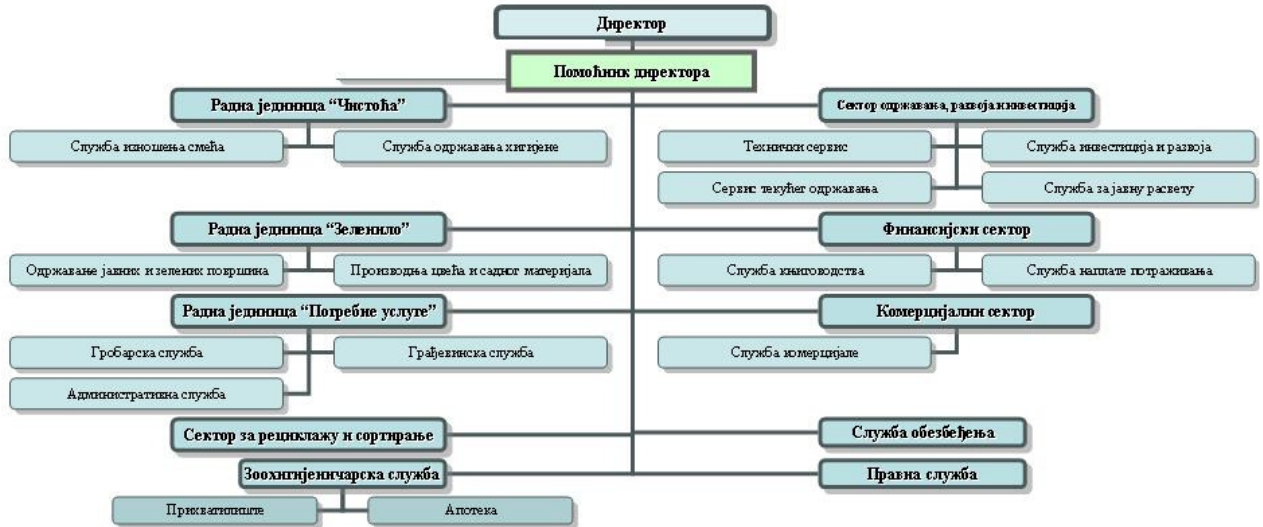 Директор
Помоћник директора
Радна јединица “Чистоћа”
Сектор одржавања, развоја и инвестиција
Служба изношења смећа
Служба одржавања хигијене
Технички сервис
Служба инвестиција и развоја
Сервис текућег одржавања
Служба за јавну расвету
Радна јединица “Зеленило”
Финансијски сектор
Одржавање јавних и зелених површина
Производња цвећа и садног материјала
Служба књиговодства
Служба наплате потраживања
Радна јединица “Погребне услуге”
Комерцијални сектор
Гробарска служба
Грађевинска служба
Служба комерцијале
Административна служба
Сектор за рециклажу и сортирање
Служба обезбеђења
Зоохигијеничарска служба
Правна служба
Прихватилиште
Апотека